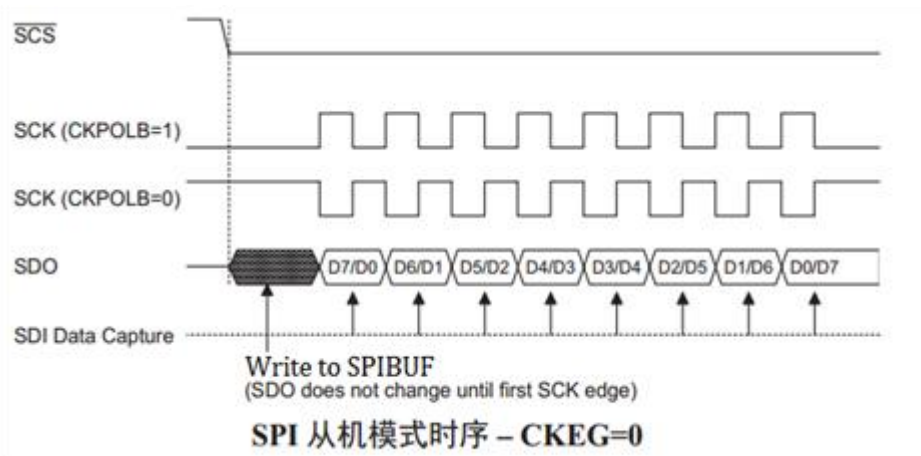 SCS
SCK (CKPOLB=1)
SCK (CKPOLB=0)
SDO D7/D0 D6/D1 D5/D2 D4/D3 D3/D4 D2/D5 D1/D6 D0/D7
SDI Data Capture
Write to SPIBUF
(SDO does not change until first SCK edge)
SPI 从机模式时序 – CKEG=0